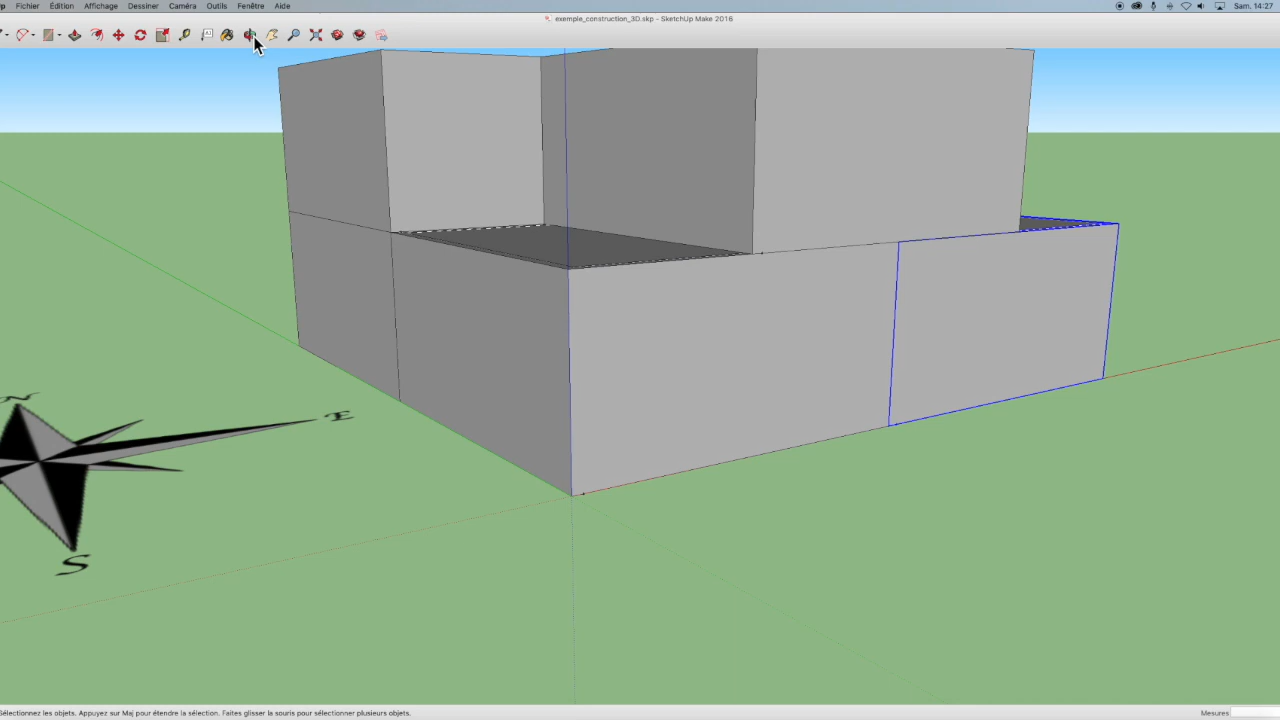 Fichier Édition Affichage Dessiner Caméra Outils Fenêtre Aide Sam. 14:27
exemple_construction_3D.skp - SketchUp Make 2016
N
E
S
Sélectionnez les objets. Appuyez sur Maj pour étendre la sélection. Faites glisser la souris pour sélectionner plusieurs objets. Mesures